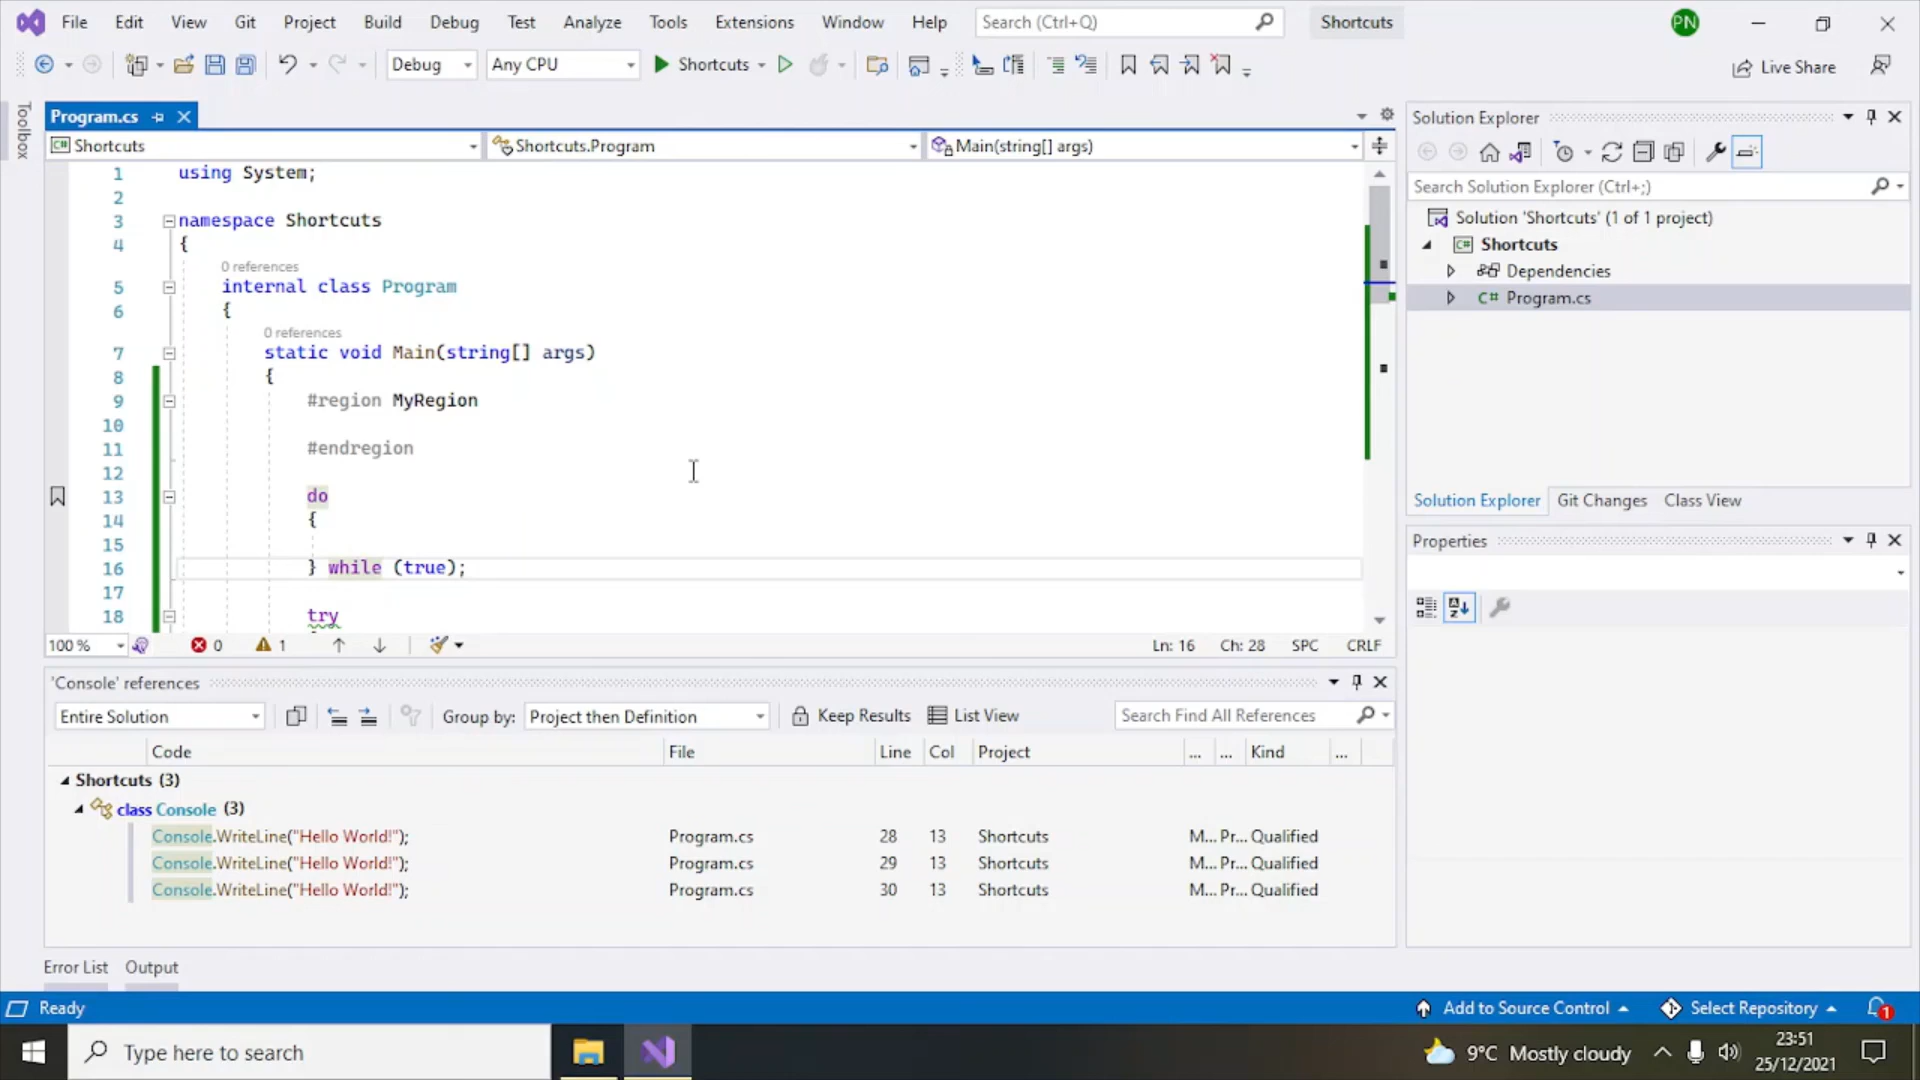 File Edit View Git Project Build Debug Test Analyze Tools Extensions Window Help Search (Ctrl+Q) Shortcuts PN
Debug Any CPU Shortcuts Live Share
Toolbox
Program.cs
Shortcuts Shortcuts.Program Main(string[] args)
1 using System;
2
3 namespace Shortcuts
4 {
0 references
5 internal class Program
6 {
0 references
7 static void Main(string[] args)
8 {
9 #region MyRegion
10
11 #endregion
12
13 do
14 {
15
16 } while (true);
17
18 try
100 % 0 1 Ln: 16 Ch: 28 SPC CRLF
'Console' references
Entire Solution Group by: Project then Definition Keep Results List View Search Find All References
Code File Line Col Project ... ... Kind ...
Shortcuts (3)
class Console (3)
Console.WriteLine("Hello World!"); Program.cs 28 13 Shortcuts M... Pr... Qualified
Console.WriteLine("Hello World!"); Program.cs 29 13 Shortcuts M... Pr... Qualified
Console.WriteLine("Hello World!"); Program.cs 30 13 Shortcuts M... Pr... Qualified
Error List Output
Solution Explorer
Search Solution Explorer (Ctrl+;)
Solution 'Shortcuts' (1 of 1 project)
C# Shortcuts
Dependencies
C# Program.cs
Solution Explorer Git Changes Class View
Properties
Ready Add to Source Control Select Repository 1
Type here to search 9°C Mostly cloudy 23:51
25/12/2021